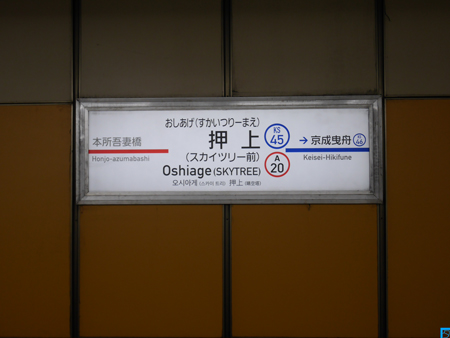 おしあげ(すかいつりーまえ)
押上
(スカイツリー前)
Oshiage (SKYTREE)
오시아게
押上
本所吾妻橋
Honjo-azumabashi
KS
45
A
20
→ 京成曳舟
Keisei-Hikifune